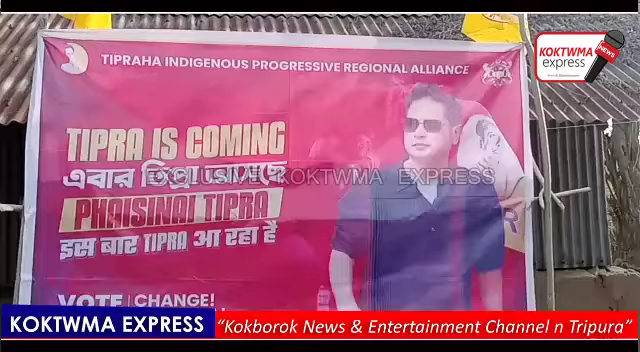 TIPRAHA INDIGENOUS PROGRESSIVE REGIONAL ALLIANCE
KOKTWMA
express
NEWS
TIPRA IS COMING
এবার তিপ্রা আসছে
EXCLUSIVE KOKTWMA EXPRESS
PHAISINAI TIPRA
इस बार TIPRA आ रहा है
VOTE CHANGE!
KOKTWMA EXPRESS
“Kokborok News & Entertainment Channel n Tripura”